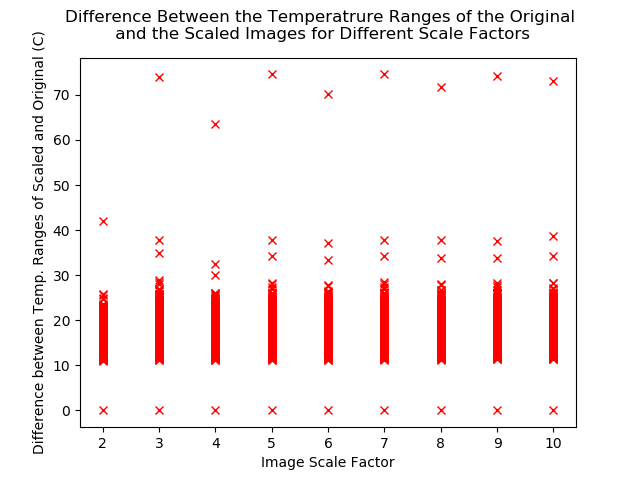 Difference Between the Temperatrure Ranges of the Original
and the Scaled Images for Different Scale Factors
Difference between Temp. Ranges of Scaled and Original (C)
70
60
50
40
30
20
10
0
2 3 4 5 6 7 8 9 10
Image Scale Factor